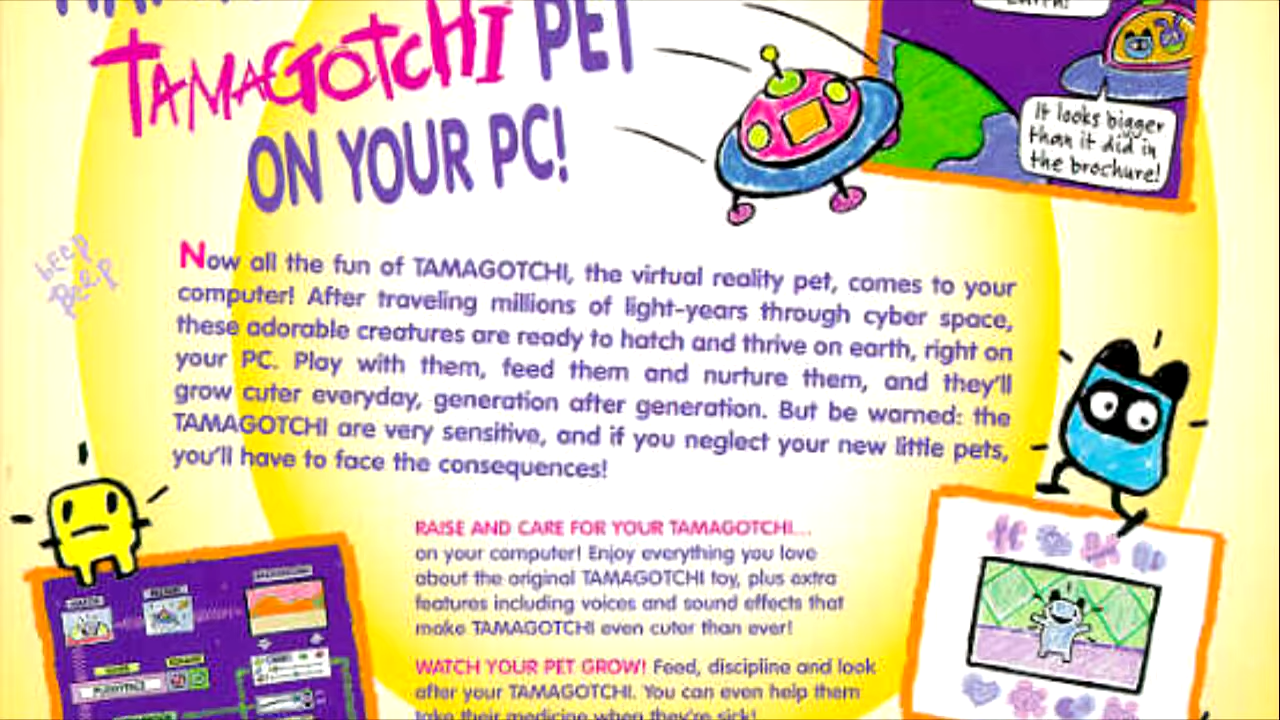 TAMAGOTCHI PET
ON YOUR PC!
It looks bigger
than it did in
the brochure!
beep
beep
Now all the fun of TAMAGOTCHI, the virtual reality pet, comes to your
computer! After traveling millions of light-years through cyber space,
these adorable creatures are ready to hatch and thrive on earth, right on
your PC. Play with them, feed them and nurture them, and they'll
grow cuter everyday, generation after generation. But be warned: the
TAMAGOTCHI are very sensitive, and if you neglect your new little pets,
you'll have to face the consequences!
RAISE AND CARE FOR YOUR TAMAGOTCHI...
on your computer! Enjoy everything you love
about the original TAMAGOTCHI toy, plus extra
features including voices and sound effects that
make TAMAGOTCHI even cuter than ever!
WATCH YOUR PET GROW! Feed, discipline and look
after your TAMAGOTCHI. You can even help them
take their medicine when they're sick!